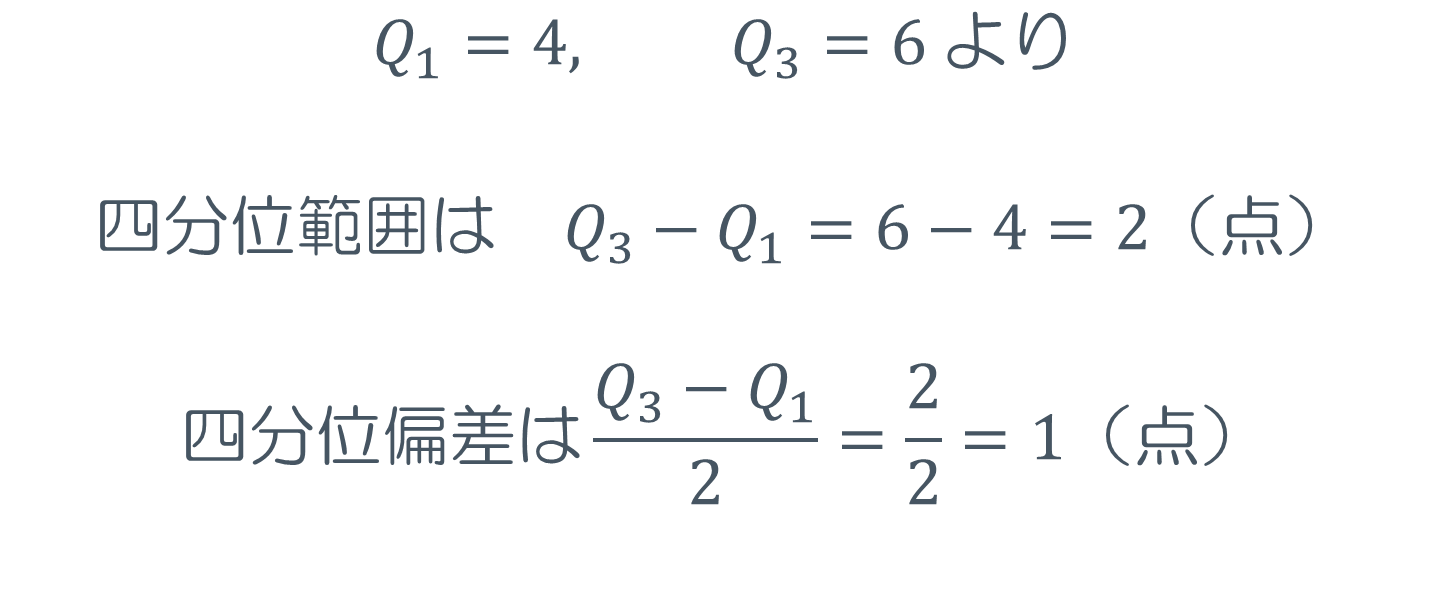 Q₁ = 4, Q₃ = 6 より
四分位範囲は Q₃ − Q₁ = 6 − 4 = 2（点）
四分位偏差は (Q₃ − Q₁)/2 = 2/2 = 1（点）